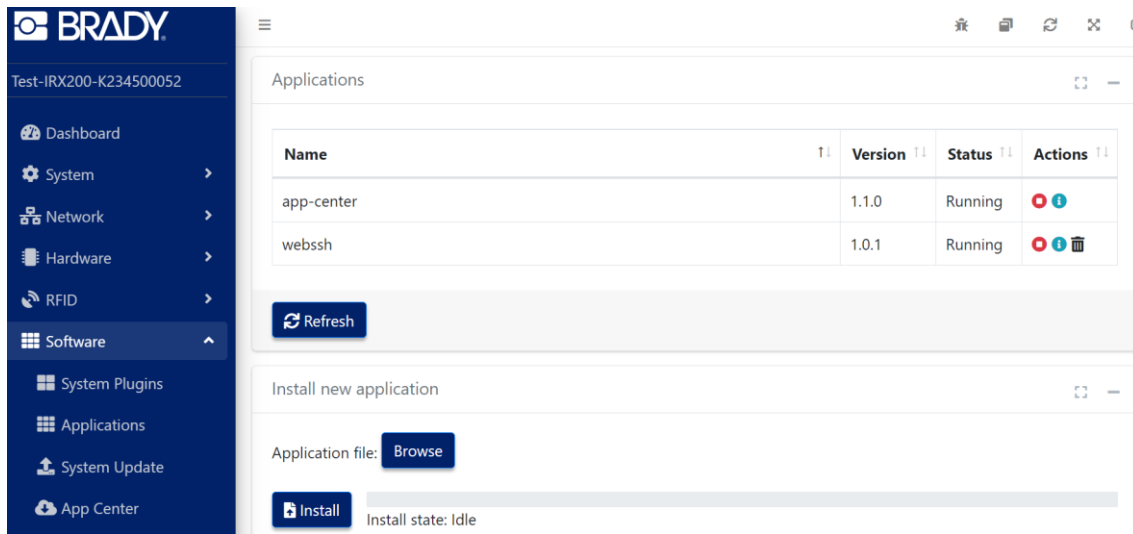 BRADY
Test-IRX200-K234500052
Dashboard
System
Network
Hardware
RFID
Software
System Plugins
Applications
System Update
App Center
Applications
Name Version Status Actions
app-center 1.1.0 Running
webssh 1.0.1 Running
Refresh
Install new application
Application file: Browse
Install
Install state: Idle